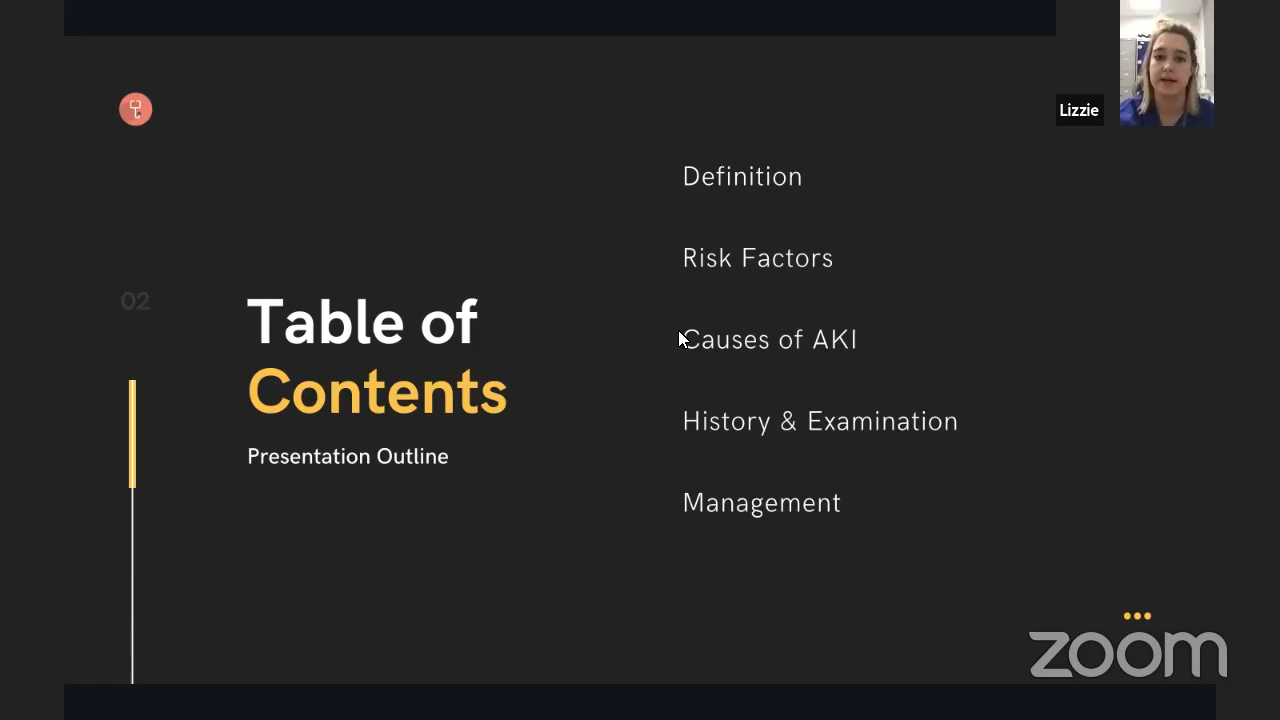 Lizzie
Definition
Risk Factors
02
Table of
Contents
Causes of AKI
History & Examination
Presentation Outline
Management
zoom